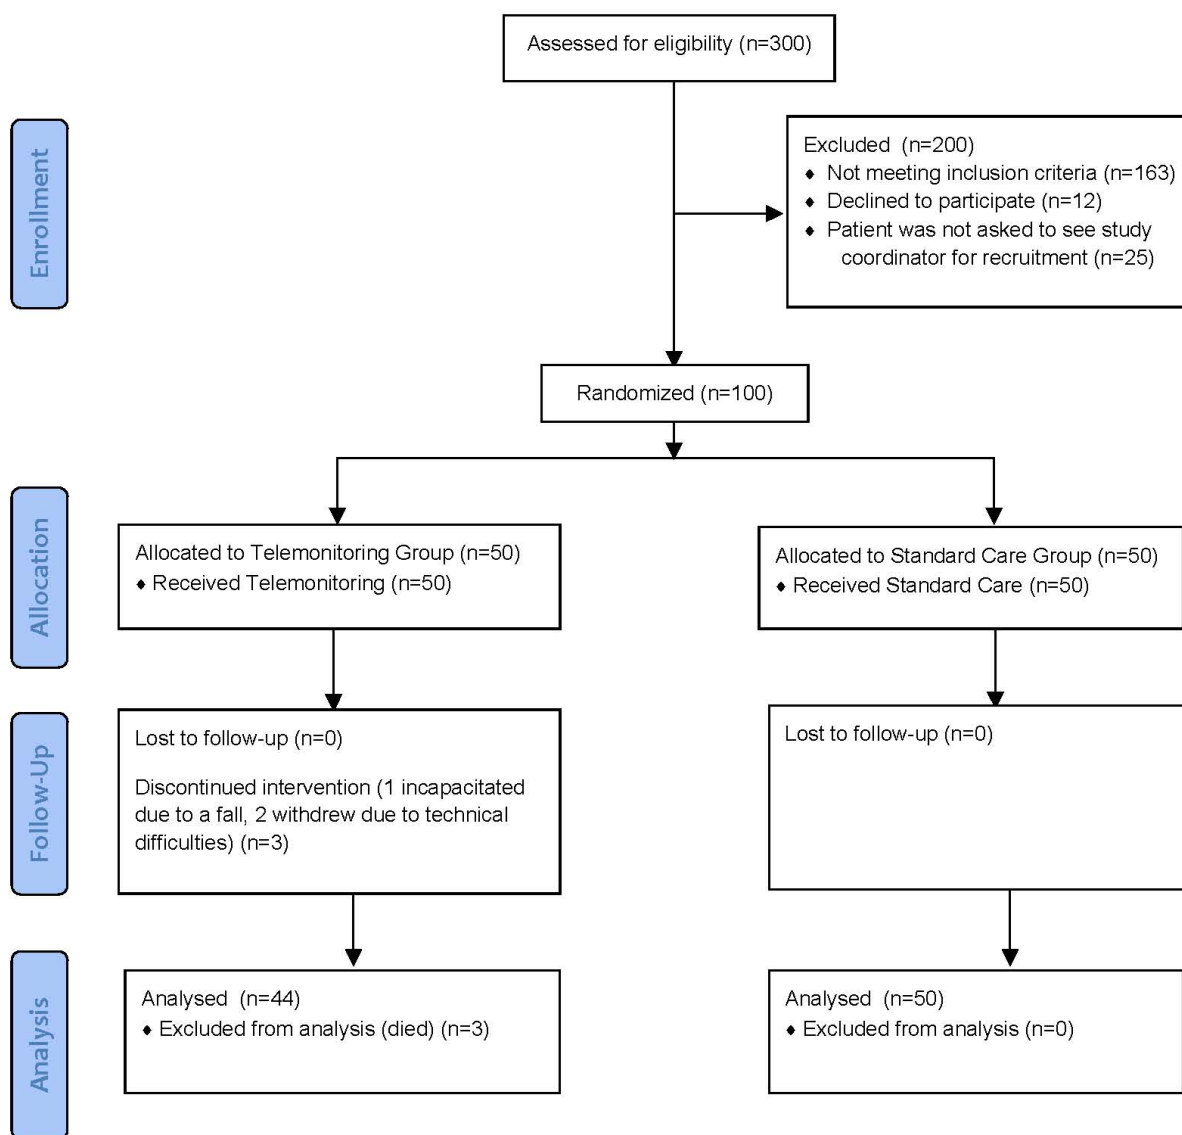 Assessed for eligibility (n=300)
Enrollment
Excluded (n=200)
♦ Not meeting inclusion criteria (n=163)
♦ Declined to participate (n=12)
♦ Patient was not asked to see study
coordinator for recruitment (n=25)
Randomized (n=100)
Allocation
Allocated to Telemonitoring Group (n=50)
♦ Received Telemonitoring (n=50)
Allocated to Standard Care Group (n=50)
♦ Received Standard Care (n=50)
Follow-Up
Lost to follow-up (n=0)
Discontinued intervention (1 incapacitated
due to a fall, 2 withdrew due to technical
difficulties) (n=3)
Lost to follow-up (n=0)
Analysis
Analysed (n=44)
♦ Excluded from analysis (died) (n=3)
Analysed (n=50)
♦ Excluded from analysis (n=0)